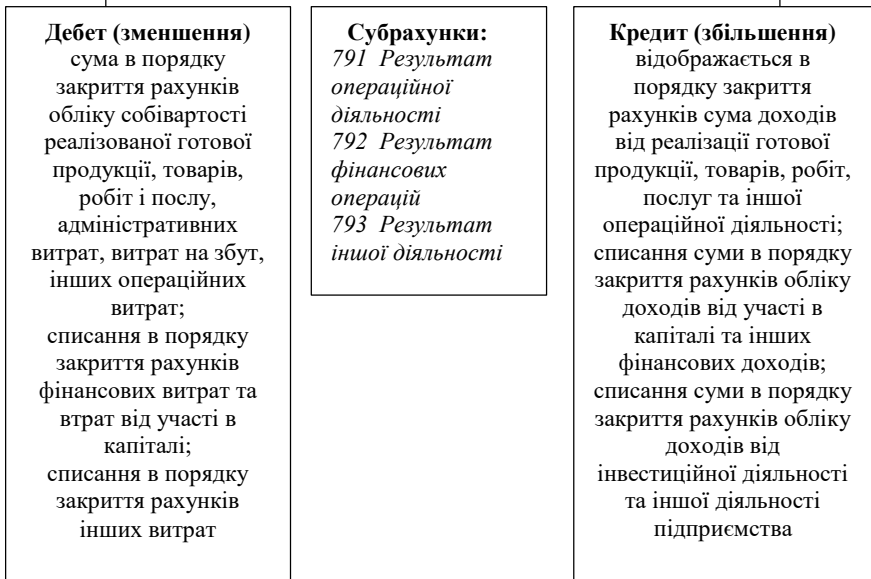 Дебет (зменшення)
сума в порядку
закриття рахунків
обліку собівартості
реалізованої готової
продукції, товарів,
робіт і послу,
адміністративних
витрат, витрат на збут,
інших операційних
витрат;
списання в порядку
закриття рахунків
фінансових витрат та
втрат від участі в
капіталі;
списання в порядку
закриття рахунків
інших витрат
Субрахунки:
791 Результат
операційної
діяльності
792 Результат
фінансових
операцій
793 Результат
іншої діяльності
Кредит (збільшення)
відображається в
порядку закриття
рахунків сума доходів
від реалізації готової
продукції, товарів, робіт,
послуг та іншої
операційної діяльності;
списання суми в порядку
закриття рахунків обліку
доходів від участі в
капіталі та інших
фінансових доходів;
списання суми в порядку
закриття рахунків обліку
доходів від
інвестиційної діяльності
та іншої діяльності
підприємства